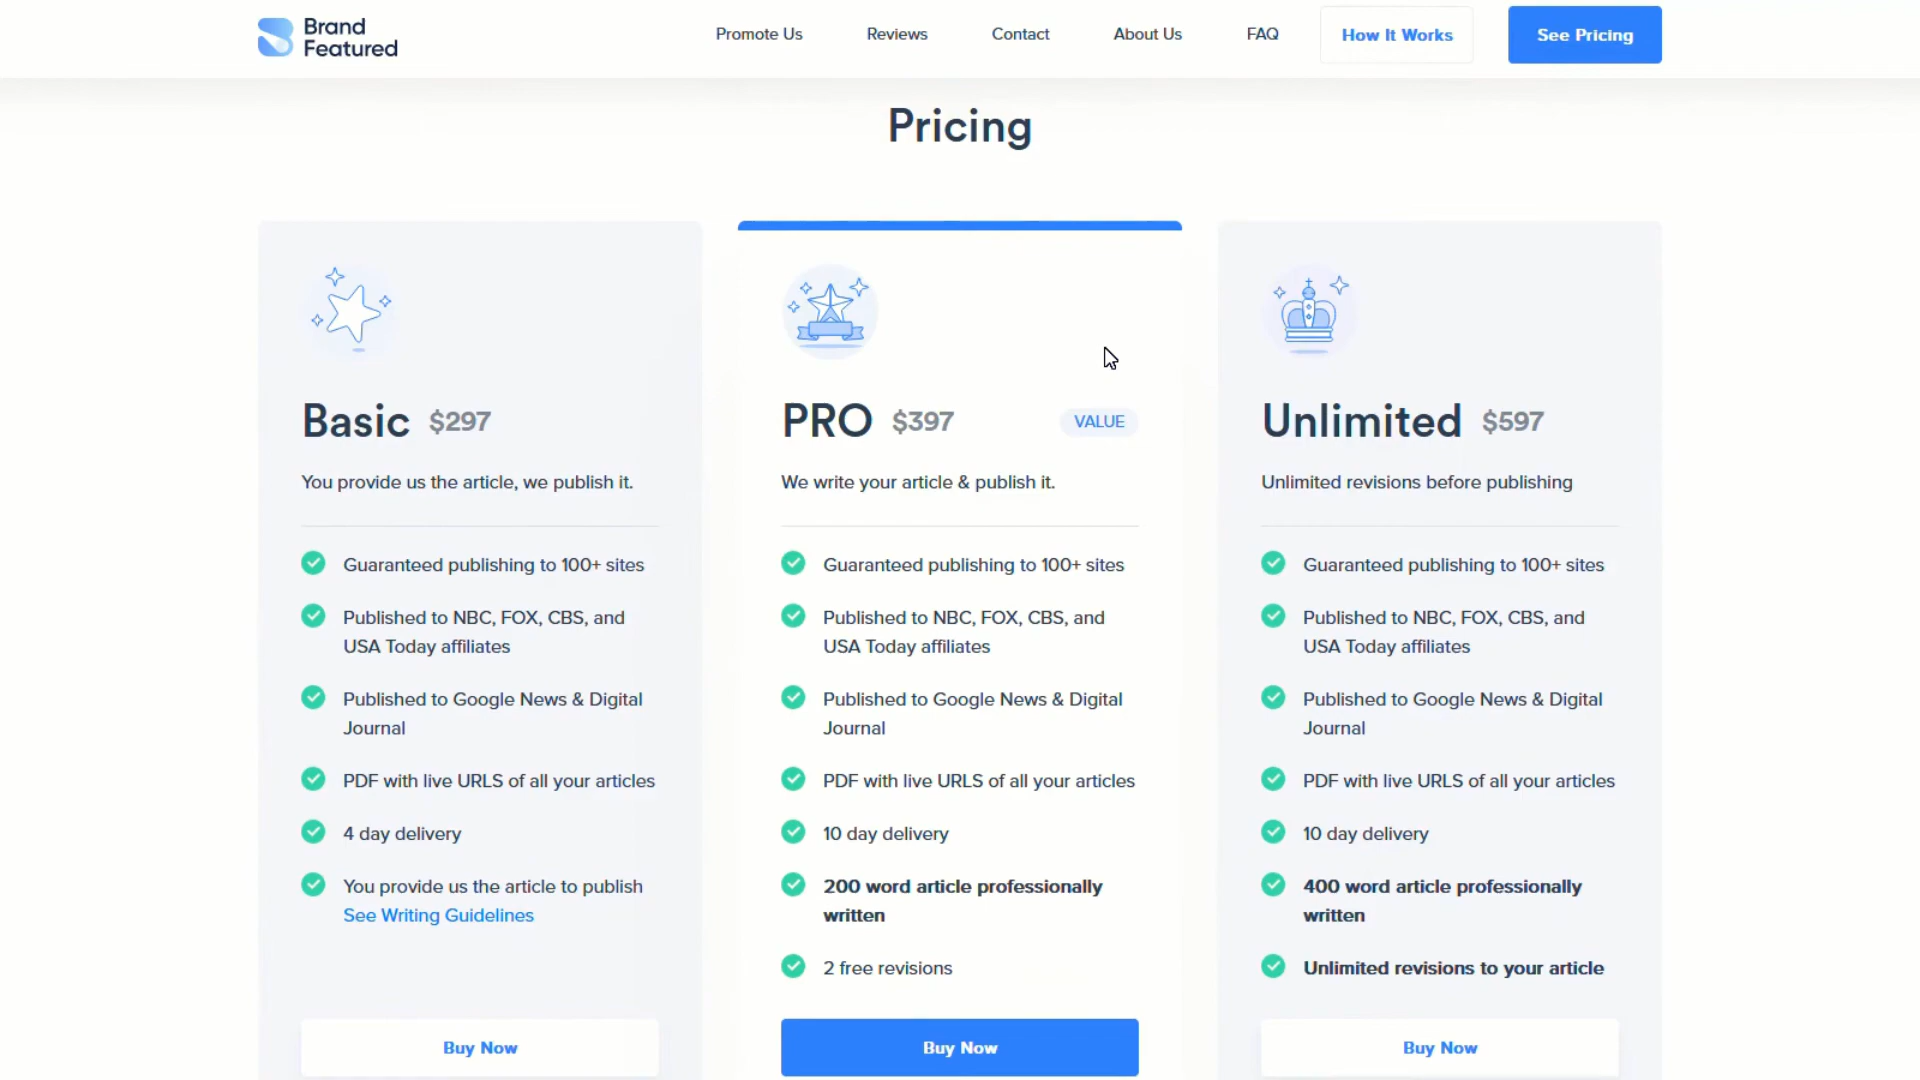 Brand
Featured
Promote Us
Reviews
Contact
About Us
FAQ
How It Works
See Pricing
Pricing
Basic $297
You provide us the article, we publish it.
Guaranteed publishing to 100+ sites
Published to NBC, FOX, CBS, and
USA Today affiliates
Published to Google News & Digital
Journal
PDF with live URLS of all your articles
4 day delivery
You provide us the article to publish
See Writing Guidelines
Buy Now
PRO $397 VALUE
We write your article & publish it.
Guaranteed publishing to 100+ sites
Published to NBC, FOX, CBS, and
USA Today affiliates
Published to Google News & Digital
Journal
PDF with live URLS of all your articles
10 day delivery
200 word article professionally
written
2 free revisions
Buy Now
Unlimited $597
Unlimited revisions before publishing
Guaranteed publishing to 100+ sites
Published to NBC, FOX, CBS, and
USA Today affiliates
Published to Google News & Digital
Journal
PDF with live URLS of all your articles
10 day delivery
400 word article professionally
written
Unlimited revisions to your article
Buy Now